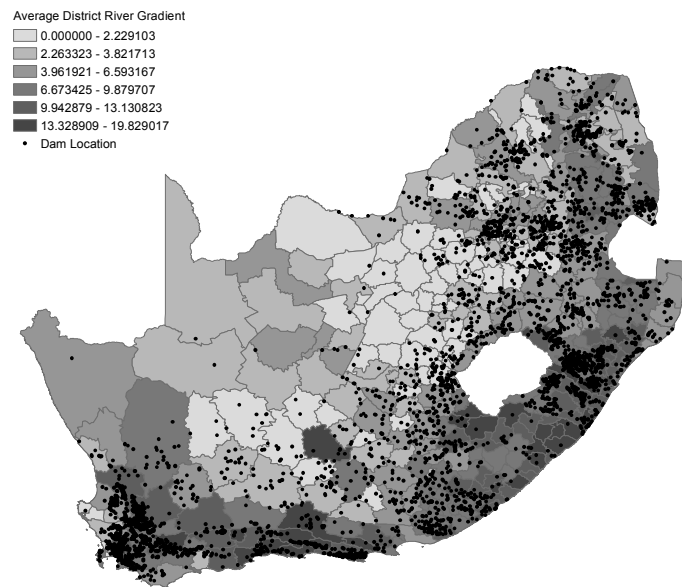 Average District River Gradient
0.000000 - 2.229103
2.263323 - 3.821713
3.961921 - 6.593167
6.673425 - 9.879707
9.942879 - 13.130823
13.328909 - 19.829017
Dam Location